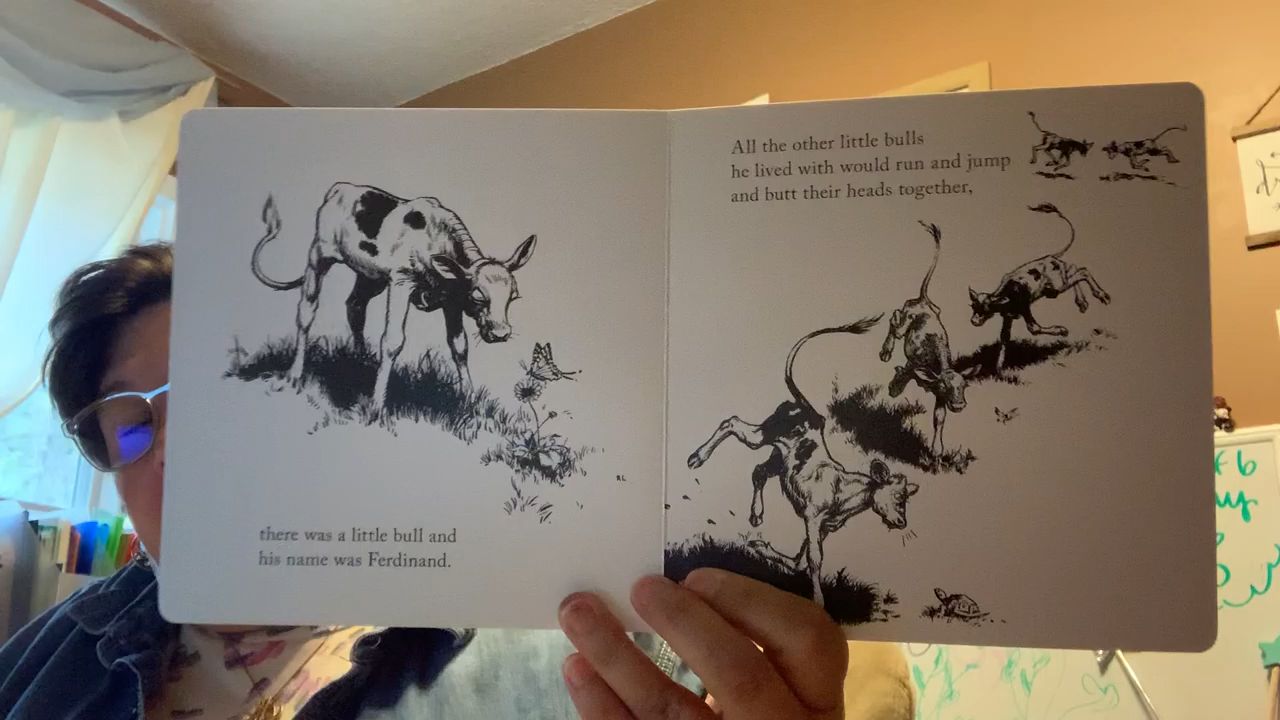 there was a little bull and
his name was Ferdinand.
All the other little bulls
he lived with would run and jump
and butt their heads together,
RL